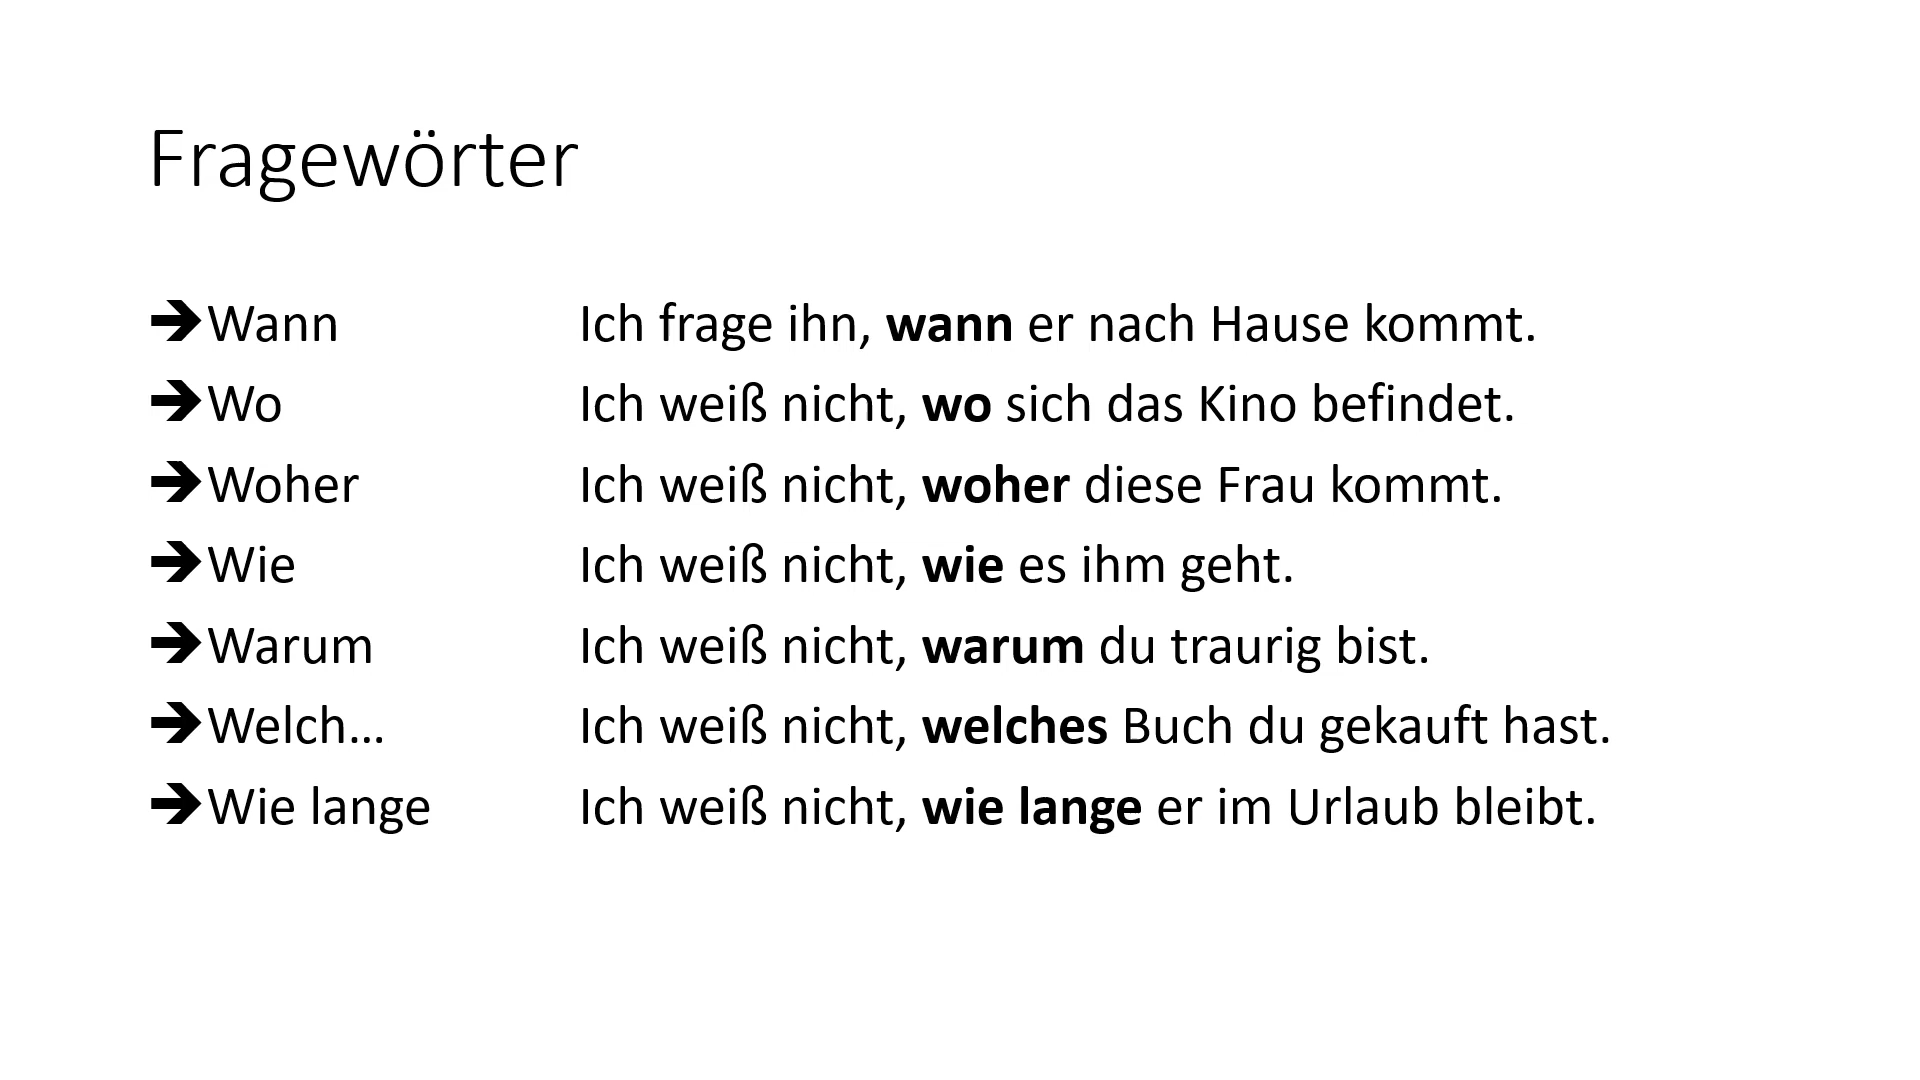 Fragewörter
➔Wann Ich frage ihn, wann er nach Hause kommt.
➔Wo Ich weiß nicht, wo sich das Kino befindet.
➔Woher Ich weiß nicht, woher diese Frau kommt.
➔Wie Ich weiß nicht, wie es ihm geht.
➔Warum Ich weiß nicht, warum du traurig bist.
➔Welch... Ich weiß nicht, welches Buch du gekauft hast.
➔Wie lange Ich weiß nicht, wie lange er im Urlaub bleibt.